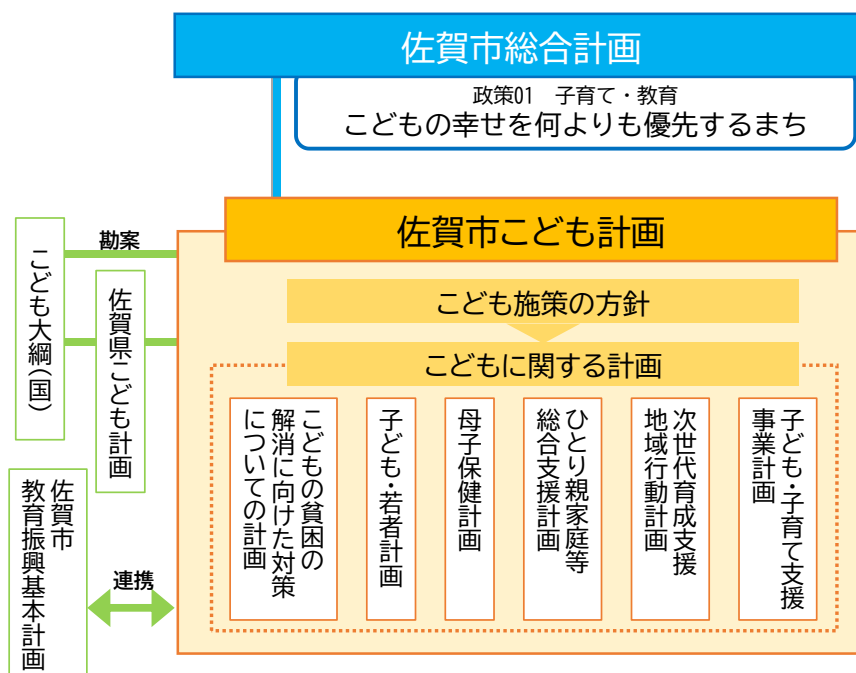 佐賀市総合計画
政策01 子育て・教育
こどもの幸せを何よりも優先するまち
佐賀市こども計画
勘案
こども大綱(国)
佐賀県こども計画
こども施策の方針
こどもに関する計画
子ども・子育て支援
事業計画
次世代育成支援
地域行動計画
ひとり親家庭等
総合支援計画
母子保健計画
子ども・若者計画
こどもの貧困の
解消に向けた対策
についての計画
佐賀市
教育振興基本計画
連携